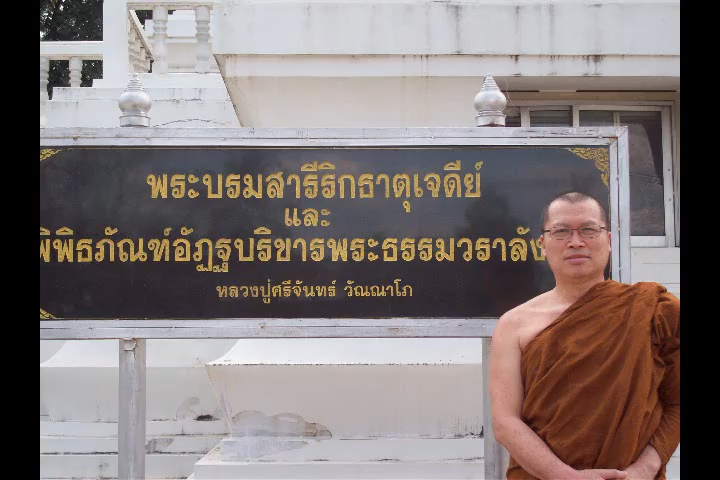 พระบรมสารีริกธาตุเจดีย์
และ
พิพิธภัณฑ์อัฏฐบริขารพระธรรมวราลัง
หลวงปู่ศรีจันทร์ วัณณาโภ